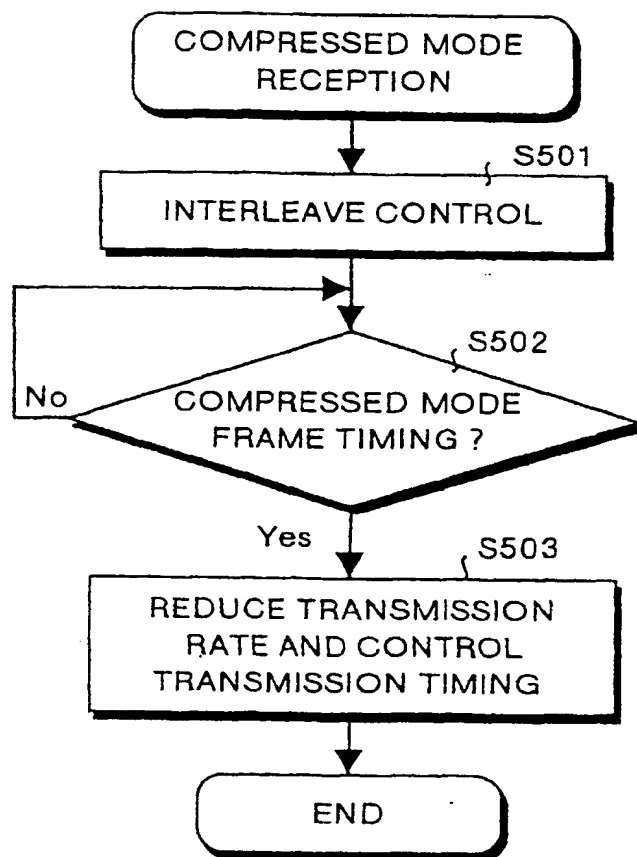 COMPRESSED MODE
RECEPTION
S501
INTERLEAVE CONTROL
S502
No
COMPRESSED MODE
FRAME TIMING ?
Yes
S503
REDUCE TRANSMISSION
RATE AND CONTROL
TRANSMISSION TIMING
END